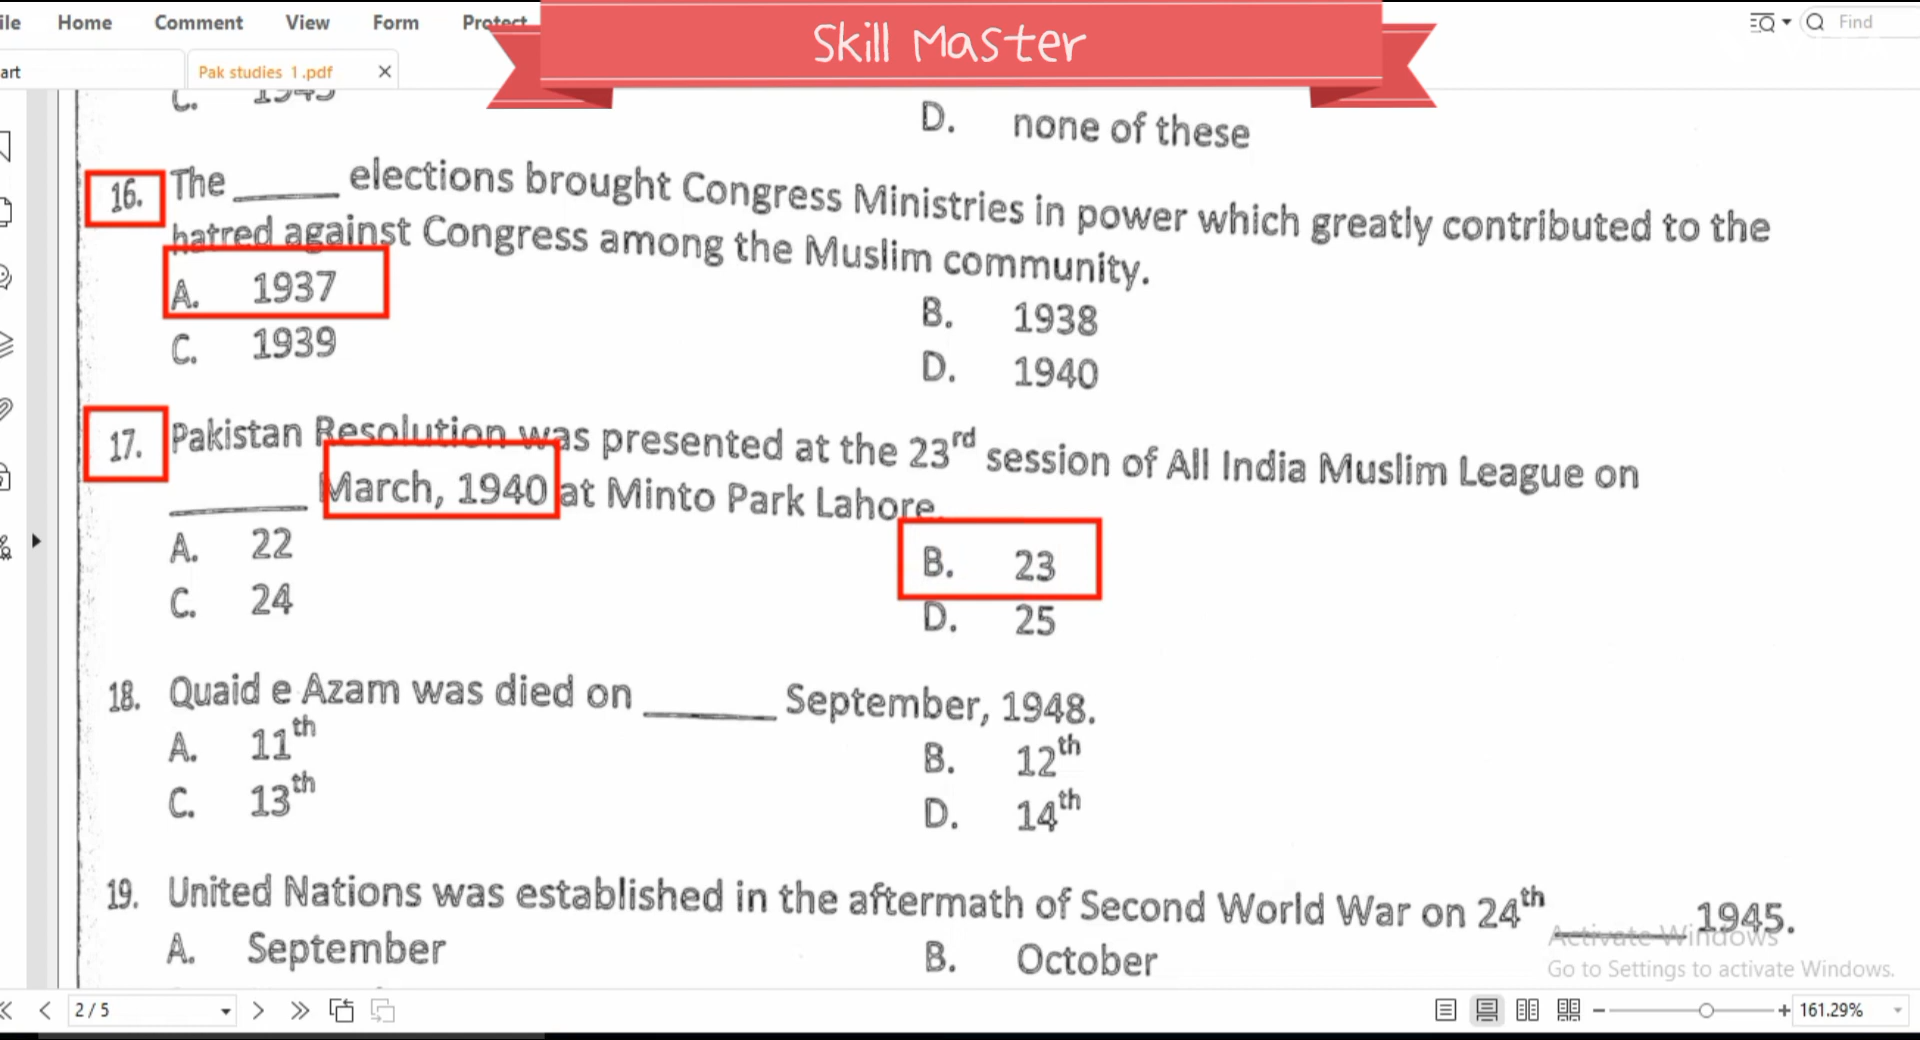 ile Home Comment View Form Protect
Skill Master
Find
art
Pak studies 1.pdf
C. 1945
D. none of these
16. The ______ elections brought Congress Ministries in power which greatly contributed to the
hatred against Congress among the Muslim community.
A. 1937
B. 1938
C. 1939
D. 1940
17. Pakistan Resolution was presented at the 23rd session of All India Muslim League on
______ March, 1940 at Minto Park Lahore.
A. 22
B. 23
C. 24
D. 25
18. Quaid e Azam was died on ______ September, 1948.
A. 11th
B. 12th
C. 13th
D. 14th
19. United Nations was established in the aftermath of Second World War on 24th ______ 1945.
A. September
B. October
Activate Windows
Go to Settings to activate Windows.
2 / 5
161.29%